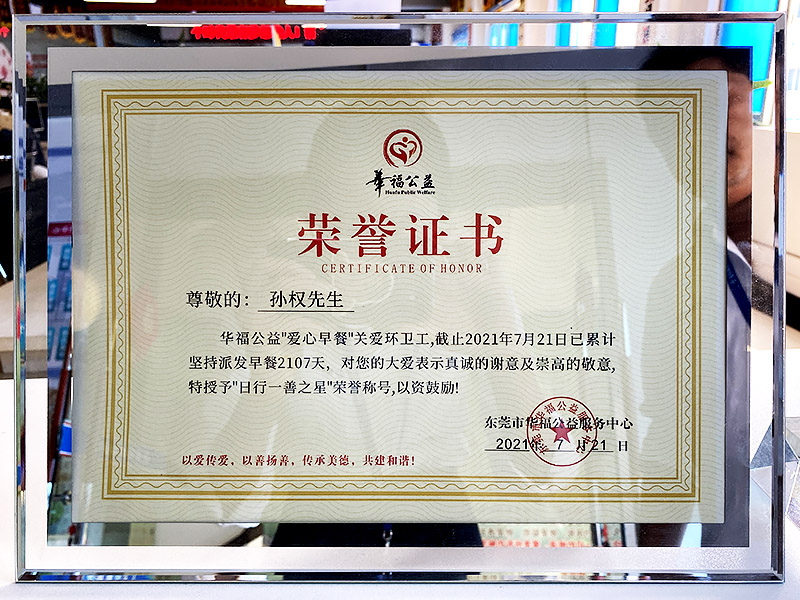 華福公益
Huafu Public Welfare
荣誉证书
CERTIFICATE OF HONOR
尊敬的： 孙权先生
华福公益"爱心早餐"关爱环卫工,截止2021年7月21日已累计
坚持派发早餐2107天，对您的大爱表示真诚的谢意及崇高的敬意,
特授予"日行一善之星"荣誉称号,以资鼓励!
东莞市华福公益服务中心
2021年 7 月 21 日
以爱传爱，以善扬善，传承美德，共建和谐!